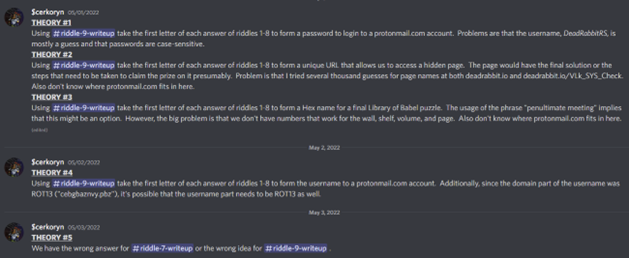 $cerkoryn 05/01/2022
THEORY #1
Using #riddle-9-writeup take the first letter of each answer of riddles 1-8 to form a password to login to a protonmail.com account. Problems are that the username, DeadRabbitRS, is
mostly a guess and that passwords are case-sensitive.
THEORY #2
Using #riddle-9-writeup take the first letter of each answer of riddles 1-8 to form a unique URL that allows us to access a hidden page. The page would have the final solution or the
steps that need to be taken to claim the prize on it presumably. Problem is that I tried several thousand guesses for page names at both deadrabbit.io and deadrabbit.io/VLk_SYS_Check.
Also don't know where protonmail.com fits in here.
THEORY #3
Using #riddle-9-writeup take the first letter of each answer of riddles 1-8 to form a Hex name for a final Library of Babel puzzle. The usage of the phrase "penultimate meeting" implies
that this might be an option. However, the big problem is that we don't have numbers that work for the wall, shelf, volume, and page. Also don't know where protonmail.com fits in here.
(edited)
May 2, 2022
$cerkoryn 05/02/2022
THEORY #4
Using #riddle-9-writeup take the first letter of each answer of riddles 1-8 to form the username to a protonmail.com account. Additionally, since the domain part of the username was
ROT13 ("cebgbaznvy.pbz"), it's possible that the username part needs to be ROT13 as well.
May 3, 2022
$cerkoryn 05/03/2022
THEORY #5
We have the wrong answer for #riddle-7-writeup or the wrong idea for #riddle-9-writeup .